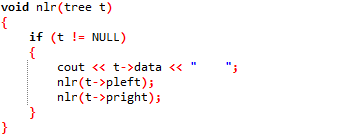 void nlr(tree t)
{
    if (t != NULL)
    {
        cout << t->data << "    ";
        nlr(t->pleft);
        nlr(t->pright);
    }
}